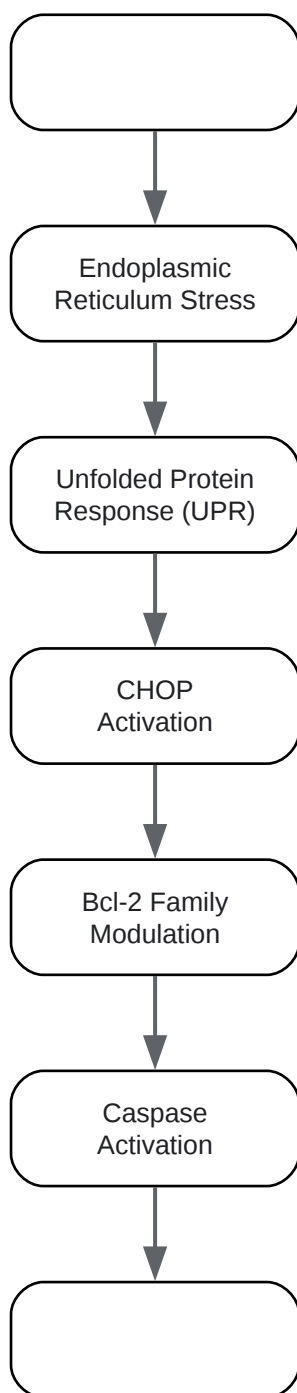 Endoplasmic
Reticulum Stress
Unfolded Protein
Response (UPR)
CHOP
Activation
Bcl-2 Family
Modulation
Caspase
Activation